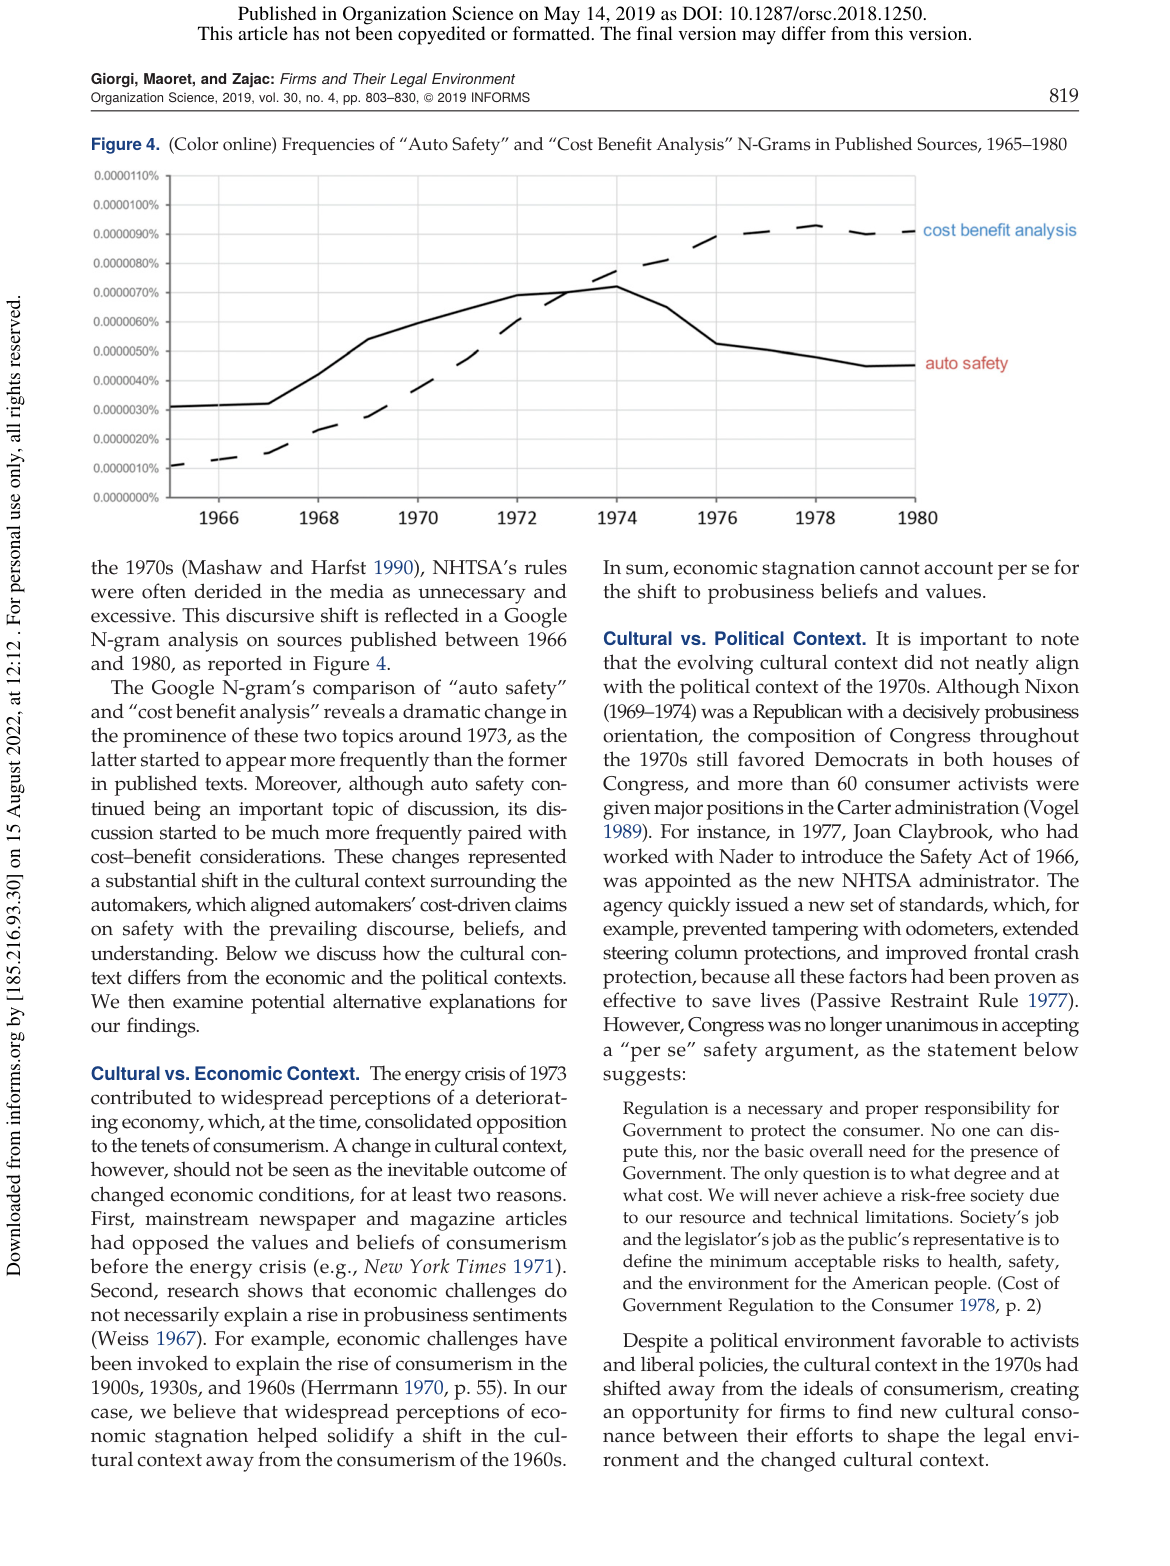 Published in Organization Science on May 14, 2019 as DOI: 10.1287/orsc.2018.1250.
This article has not been copyedited or formatted. The final version may differ from this version.
Giorgi, Maoret, and Zajac: Firms and Their Legal Environment
Organization Science, 2019, vol. 30, no. 4, pp. 803–830, © 2019 INFORMS
819
Figure 4. (Color online) Frequencies of “Auto Safety” and “Cost Benefit Analysis” N-Grams in Published Sources, 1965–1980
0.0000110%
0.0000100%
0.0000090%
0.0000080%
0.0000070%
0.0000060%
0.0000050%
0.0000040%
0.0000030%
0.0000020%
0.0000010%
0.0000000%
cost benefit analysis
auto safety
1966 1968 1970 1972 1974 1976 1978 1980
the 1970s (Mashaw and Harfst 1990), NHTSA’s rules
were often derided in the media as unnecessary and
excessive. This discursive shift is reflected in a Google
N-gram analysis on sources published between 1966
and 1980, as reported in Figure 4.
The Google N-gram’s comparison of “auto safety”
and “cost benefit analysis” reveals a dramatic change in
the prominence of these two topics around 1973, as the
latter started to appear more frequently than the former
in published texts. Moreover, although auto safety con-
tinued being an important topic of discussion, its dis-
cussion started to be much more frequently paired with
cost–benefit considerations. These changes represented
a substantial shift in the cultural context surrounding the
automakers, which aligned automakers’ cost-driven claims
on safety with the prevailing discourse, beliefs, and
understanding. Below we discuss how the cultural con-
text differs from the economic and the political contexts.
We then examine potential alternative explanations for
our findings.
Cultural vs. Economic Context. The energy crisis of 1973
contributed to widespread perceptions of a deteriorat-
ing economy, which, at the time, consolidated opposition
to the tenets of consumerism. A change in cultural context,
however, should not be seen as the inevitable outcome of
changed economic conditions, for at least two reasons.
First, mainstream newspaper and magazine articles
had opposed the values and beliefs of consumerism
before the energy crisis (e.g., New York Times 1971).
Second, research shows that economic challenges do
not necessarily explain a rise in probusiness sentiments
(Weiss 1967). For example, economic challenges have
been invoked to explain the rise of consumerism in the
1900s, 1930s, and 1960s (Herrmann 1970, p. 55). In our
case, we believe that widespread perceptions of eco-
nomic stagnation helped solidify a shift in the cul-
tural context away from the consumerism of the 1960s.
In sum, economic stagnation cannot account per se for
the shift to probusiness beliefs and values.
Cultural vs. Political Context. It is important to note
that the evolving cultural context did not neatly align
with the political context of the 1970s. Although Nixon
(1969–1974) was a Republican with a decisively probusiness
orientation, the composition of Congress throughout
the 1970s still favored Democrats in both houses of
Congress, and more than 60 consumer activists were
given major positions in the Carter administration (Vogel
1989). For instance, in 1977, Joan Claybrook, who had
worked with Nader to introduce the Safety Act of 1966,
was appointed as the new NHTSA administrator. The
agency quickly issued a new set of standards, which, for
example, prevented tampering with odometers, extended
steering column protections, and improved frontal crash
protection, because all these factors had been proven as
effective to save lives (Passive Restraint Rule 1977).
However, Congress was no longer unanimous in accepting
a “per se” safety argument, as the statement below
suggests:
Regulation is a necessary and proper responsibility for
Government to protect the consumer. No one can dis-
pute this, nor the basic overall need for the presence of
Government. The only question is to what degree and at
what cost. We will never achieve a risk-free society due
to our resource and technical limitations. Society’s job
and the legislator’s job as the public’s representative is to
define the minimum acceptable risks to health, safety,
and the environment for the American people. (Cost of
Government Regulation to the Consumer 1978, p. 2)
Despite a political environment favorable to activists
and liberal policies, the cultural context in the 1970s had
shifted away from the ideals of consumerism, creating
an opportunity for firms to find new cultural conso-
nance between their efforts to shape the legal envi-
ronment and the changed cultural context.
Downloaded from informs.org by [185.216.93.30] on 15 August 2022, at 12:12 . For personal use only, all rights reserved.